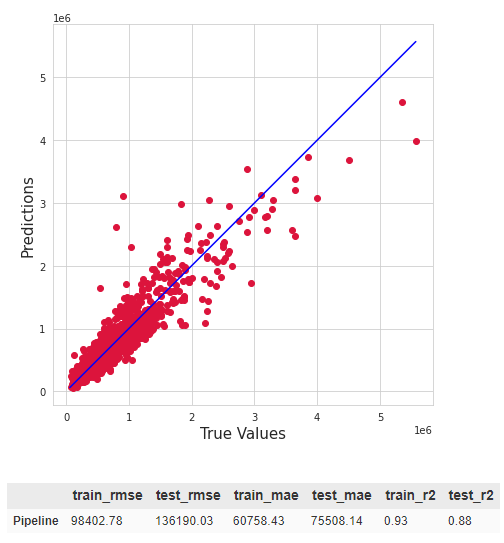 1e6
5
4
3
2
1
0
Predictions
0 1 2 3 4 5
1e6
True Values
train_rmse test_rmse train_mae test_mae train_r2 test_r2
Pipeline 98402.78 136190.03 60758.43 75508.14 0.93 0.88